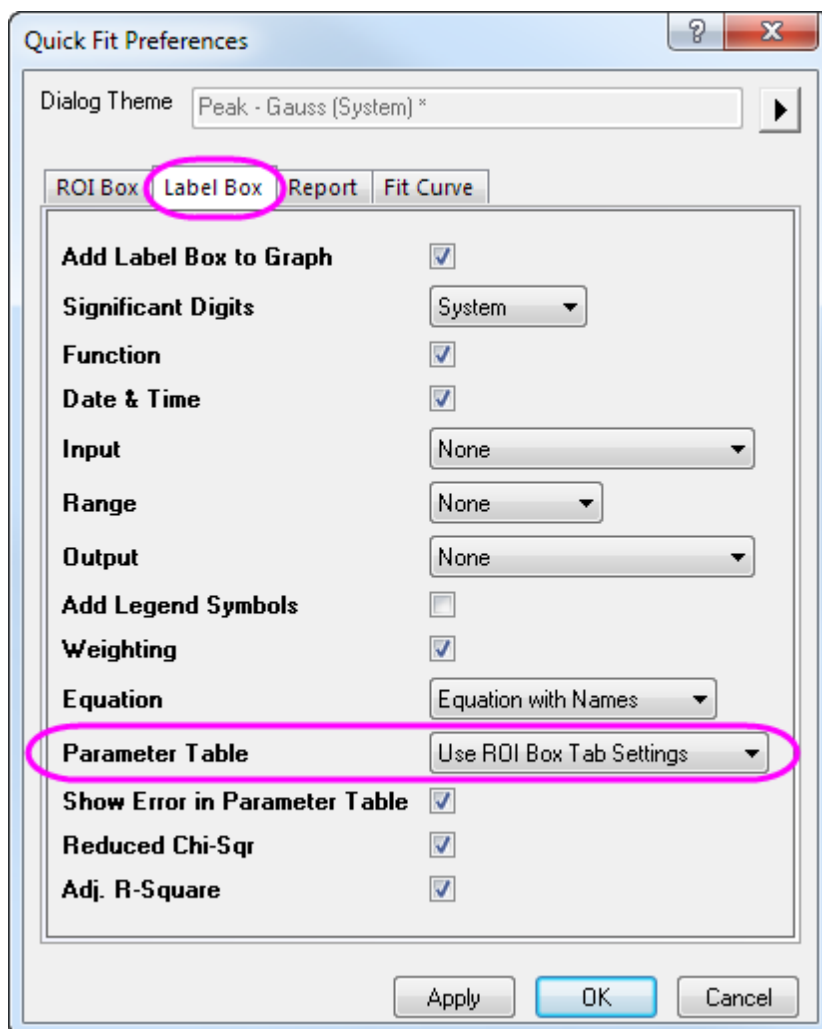 Quick Fit Preferences
Dialog Theme Peak - Gauss (System) *
ROI Box Label Box Report Fit Curve
Add Label Box to Graph
Significant Digits System
Function
Date & Time
Input None
Range None
Output None
Add Legend Symbols
Weighting
Equation Equation with Names
Parameter Table Use ROI Box Tab Settings
Show Error in Parameter Table
Reduced Chi-Sqr
Adj. R-Square
Apply OK Cancel